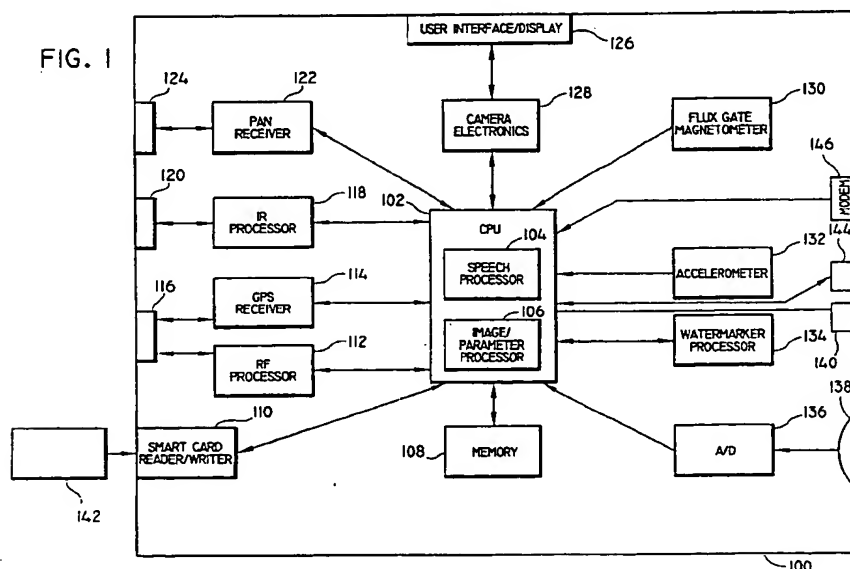 FIG. 1
USER INTERFACE/DISPLAY
126
124
122
PAN
RECEIVER
128
CAMERA
ELECTRONICS
130
FLUX GATE
MAGNETOMETER
146
MODEM
120
118
IR
PROCESSOR
102
CPU
104
SPEECH
PROCESSOR
144
132
ACCELEROMETER
116
114
GPS
RECEIVER
106
IMAGE/
PARAMETER
PROCESSOR
112
RF
PROCESSOR
WATERMARKER
PROCESSOR
134
140
110
SMART CARD
READER/WRITER
142
108
MEMORY
136
A/D
138
100